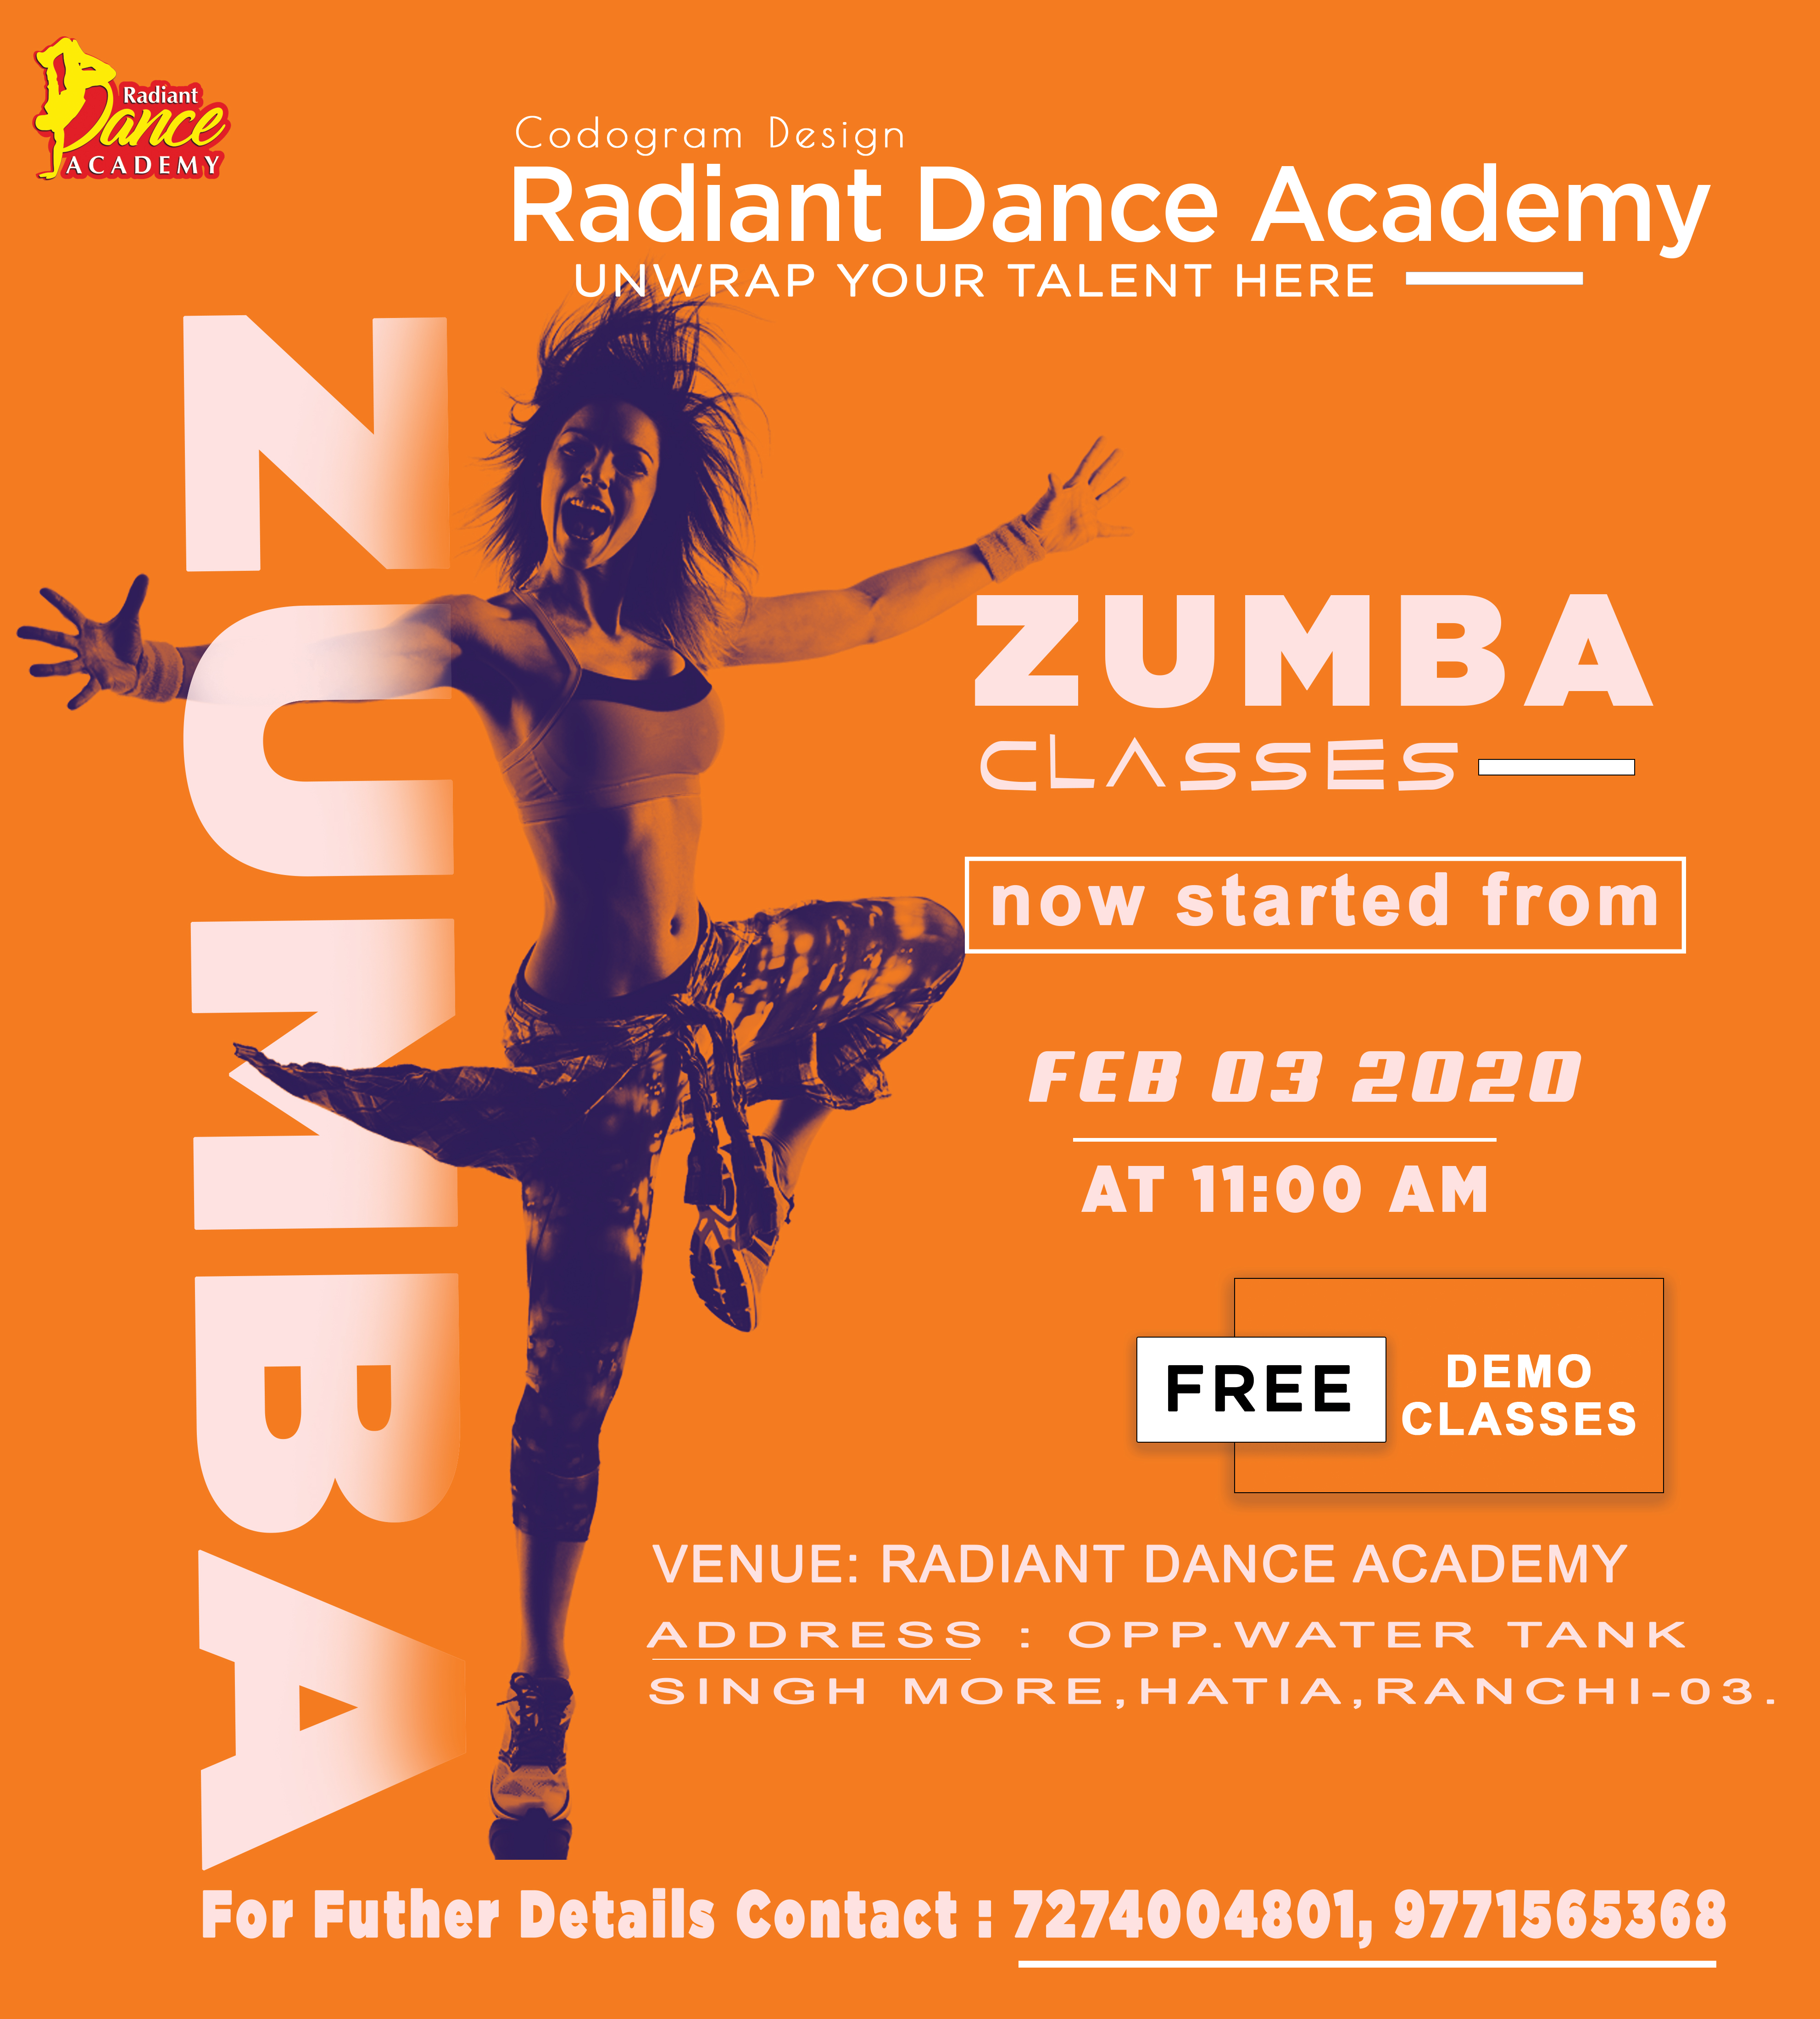 Radiant
Dance
ACADEMY
Codogram Design
Radiant Dance Academy
UNWRAP YOUR TALENT HERE
ZUMBA
ZUMBA
CLASSES
now started from
FEB 03 2020
AT 11:00 AM
FREE
DEMO
CLASSES
VENUE: RADIANT DANCE ACADEMY
ADDRESS : OPP.WATER TANK
SINGH MORE,HATIA,RANCHI-03.
For Futher Details Contact : 7274004801, 9771565368